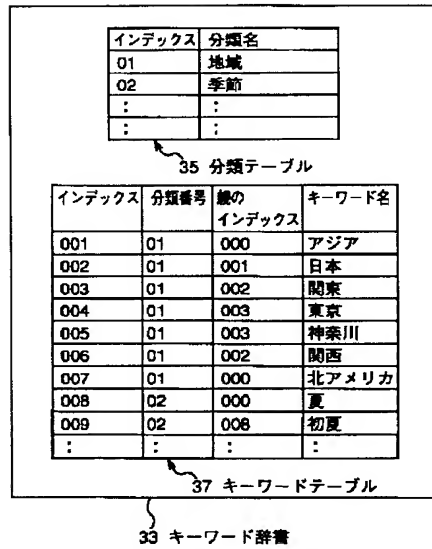 インデックス 分類名
01 地域
02 季節
: :
: :
35 分類テーブル
インデックス 分類番号 親の インデックス キーワード名
001 01 000 アジア
002 01 001 日本
003 01 002 関東
004 01 003 東京
005 01 003 神奈川
006 01 002 関西
007 01 000 北アメリカ
008 02 000 夏
009 02 008 初夏
: : : :
37 キーワードテーブル
33 キーワード辞書